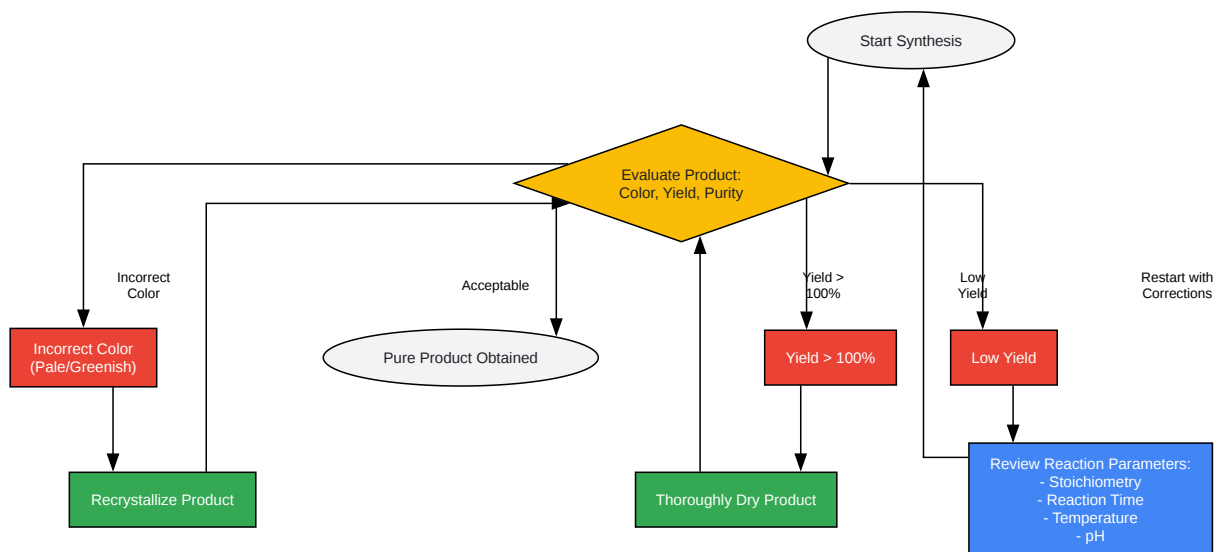 Start Synthesis
Evaluate Product:
Color, Yield, Purity
Incorrect
Color
Acceptable
Yield >
100%
Low
Yield
Restart with
Corrections
Incorrect Color
(Pale/Greenish)
Pure Product Obtained
Yield > 100%
Low Yield
Recrystallize Product
Thoroughly Dry Product
Review Reaction Parameters:
- Stoichiometry
- Reaction Time
- Temperature
- pH